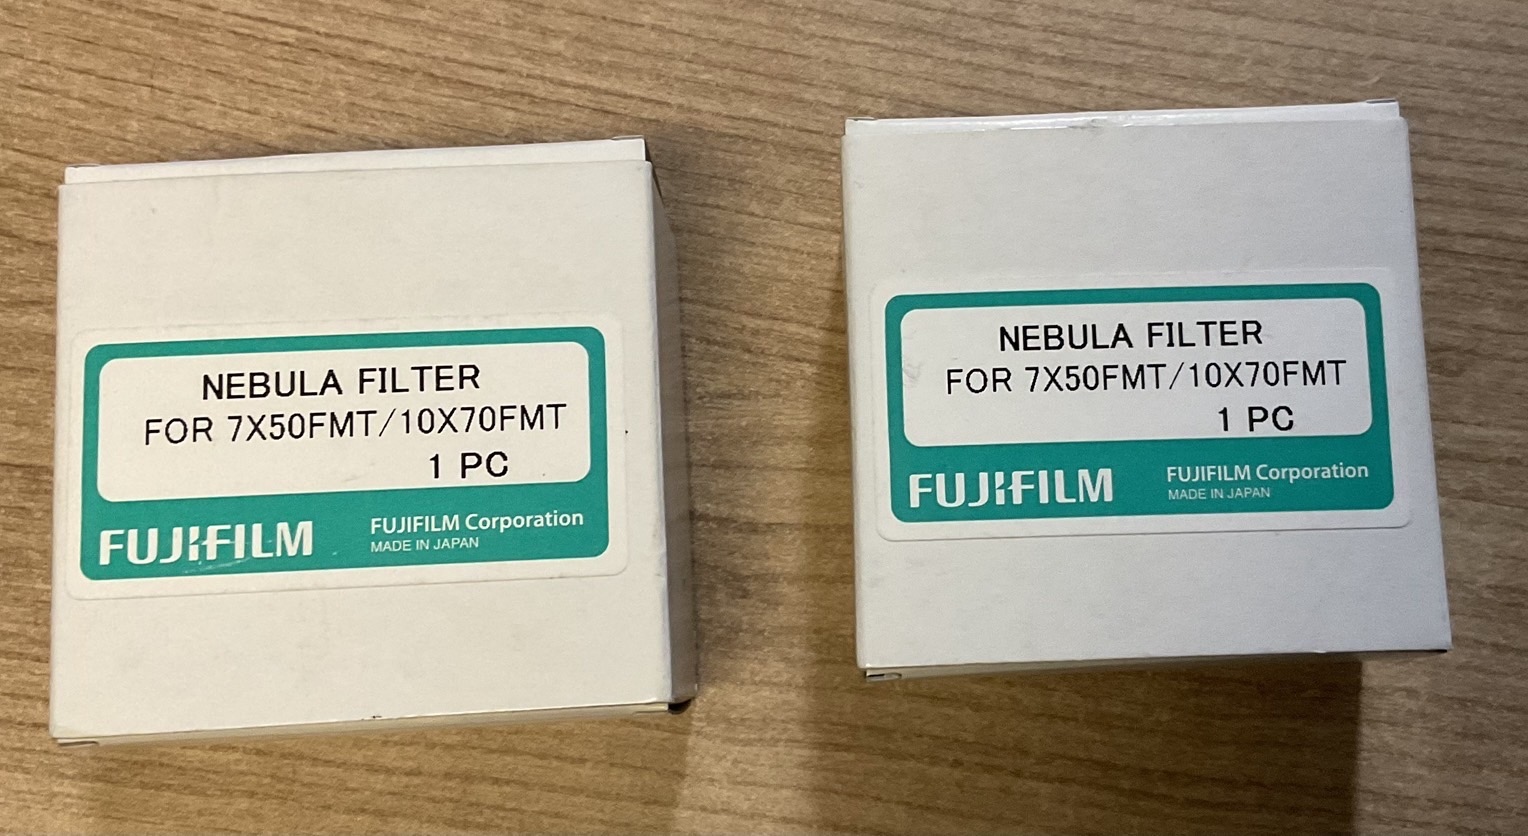 NEBULA FILTER
FOR 7X50FMT/10X70FMT
1 PC
FUJIFILM
FUJIFILM Corporation
MADE IN JAPAN
NEBULA FILTER
FOR 7X50FMT/10X70FMT
1 PC
FUJIFILM
FUJIFILM Corporation
MADE IN JAPAN